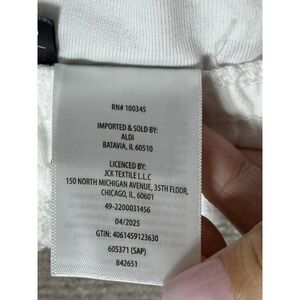 RN# 100345
IMPORTED & SOLD BY:
ALDI
BATAVIA, IL 60510
LICENCED BY:
JCK TEXTILE L.L.C
150 NORTH MICHIGAN AVENUE, 35TH FLOOR,
CHICAGO, IL, 60601
49-2200031456
04/2025
GTIN: 4061459123630
605371 (SAP)
842651